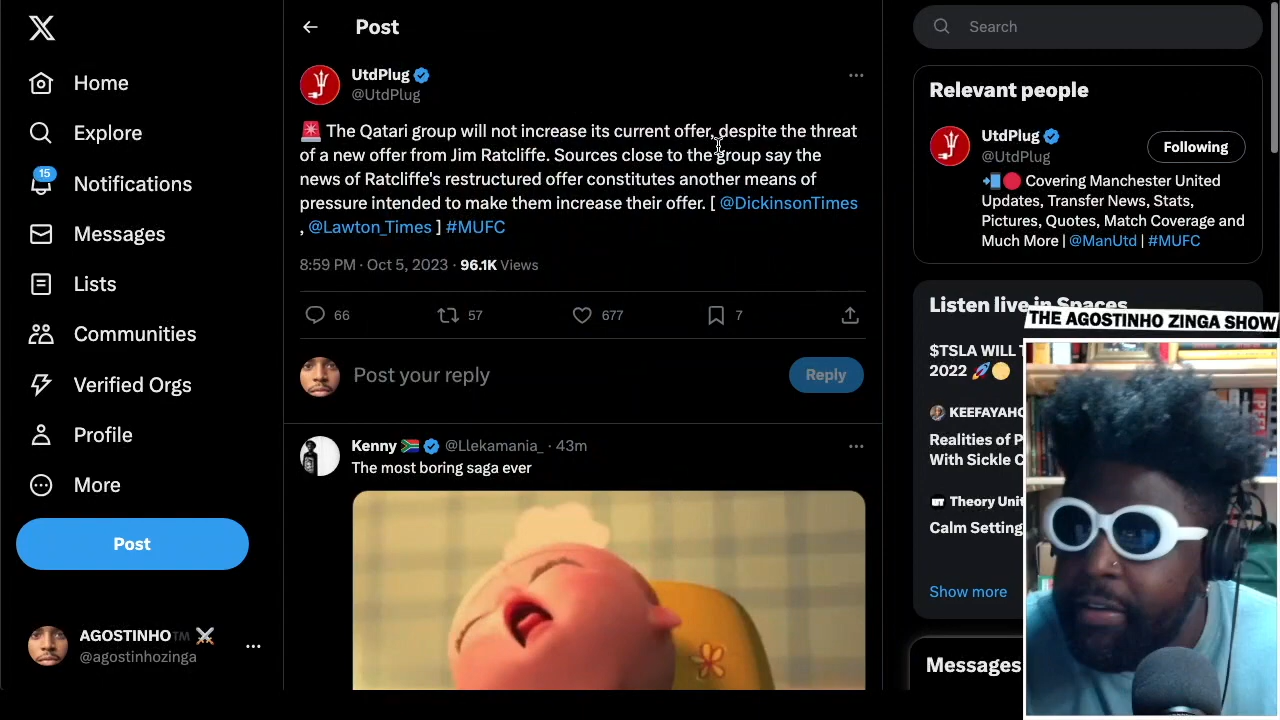 Home
Explore
15
Notifications
Messages
Lists
Communities
Verified Orgs
Profile
More
Post
AGOSTINHO™
@agostinhozinga
Post
UtdPlug
@UtdPlug
🚨 The Qatari group will not increase its current offer, despite the threat
of a new offer from Jim Ratcliffe. Sources close to the group say the
news of Ratcliffe's restructured offer constitutes another means of
pressure intended to make them increase their offer. [ @DickinsonTimes
, @Lawton_Times ] #MUFC
8:59 PM · Oct 5, 2023 · 96.1K Views
66
57
677
7
Post your reply
Reply
Kenny 🇿🇦 @Llekamania_ · 43m
The most boring saga ever
Search
Relevant people
UtdPlug
@UtdPlug
Following
📲🔴 Covering Manchester United
Updates, Transfer News, Stats,
Pictures, Quotes, Match Coverage and
Much More | @ManUtd | #MUFC
Listen live in Spaces
$TSLA WILL
2022 🚀🌕
KEEFAYAH
Realities of
With Sickle
Theory
Calm Setting
Show more
Messages
THE AGOSTINHO ZINGA SHOW